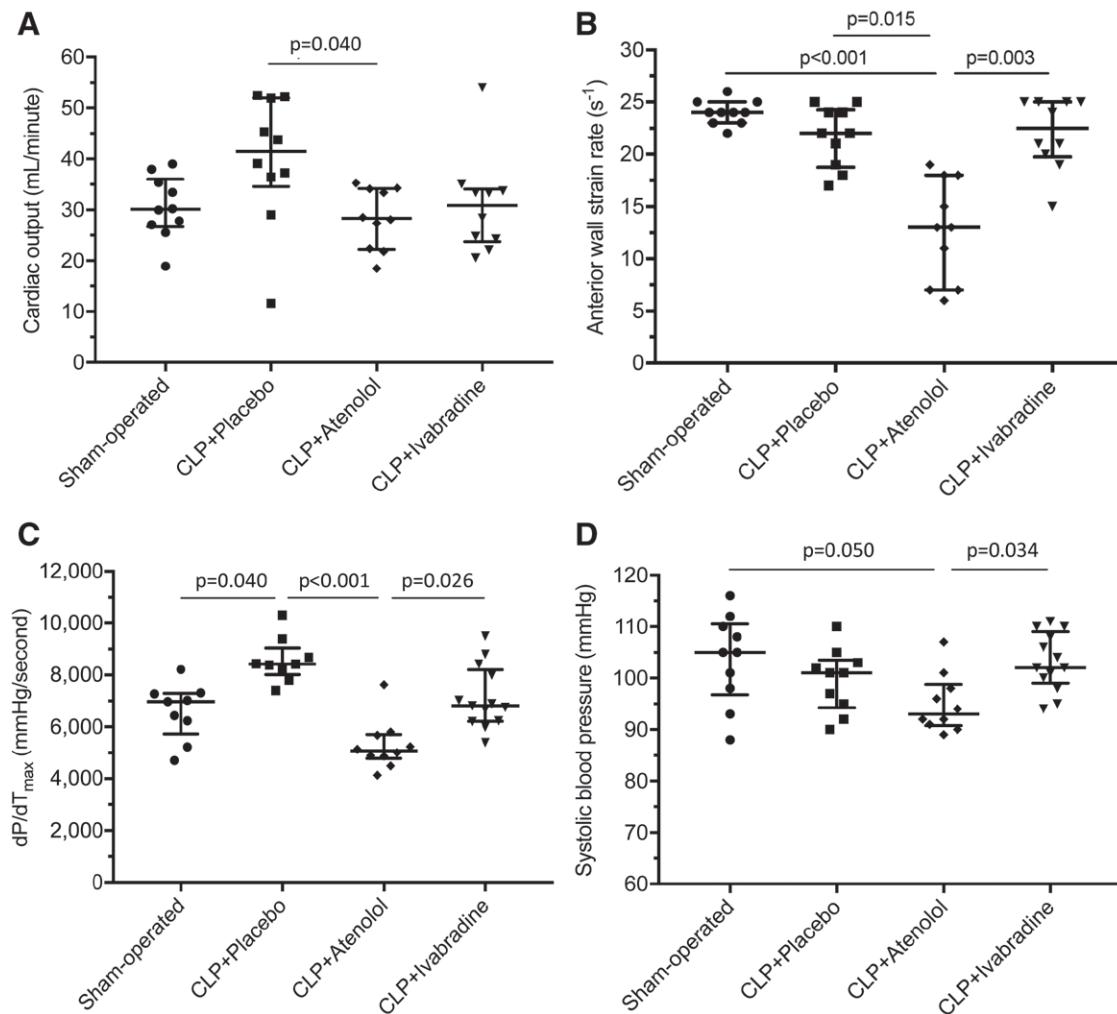 A
p=0.040
Cardiac output (mL/minute)
60
50
40
30
20
10
0
Sham-operated
CLP+Placebo
CLP+Atenolol
CLP+Ivabradine
B
p=0.015
p<0.001
p=0.003
Anterior wall strain rate (s⁻¹)
30
25
20
15
10
5
0
Sham-operated
CLP+Placebo
CLP+Atenolol
CLP+Ivabradine
C
p=0.040
p<0.001
p=0.026
dP/dTmax (mmHg/second)
12,000
10,000
8,000
6,000
4,000
2,000
0
Sham-operated
CLP+Placebo
CLP+Atenolol
CLP+Ivabradine
D
p=0.050
p=0.034
Systolic blood pressure (mmHg)
120
110
100
90
80
70
60
Sham-operated
CLP+Placebo
CLP+Atenolol
CLP+Ivabradine